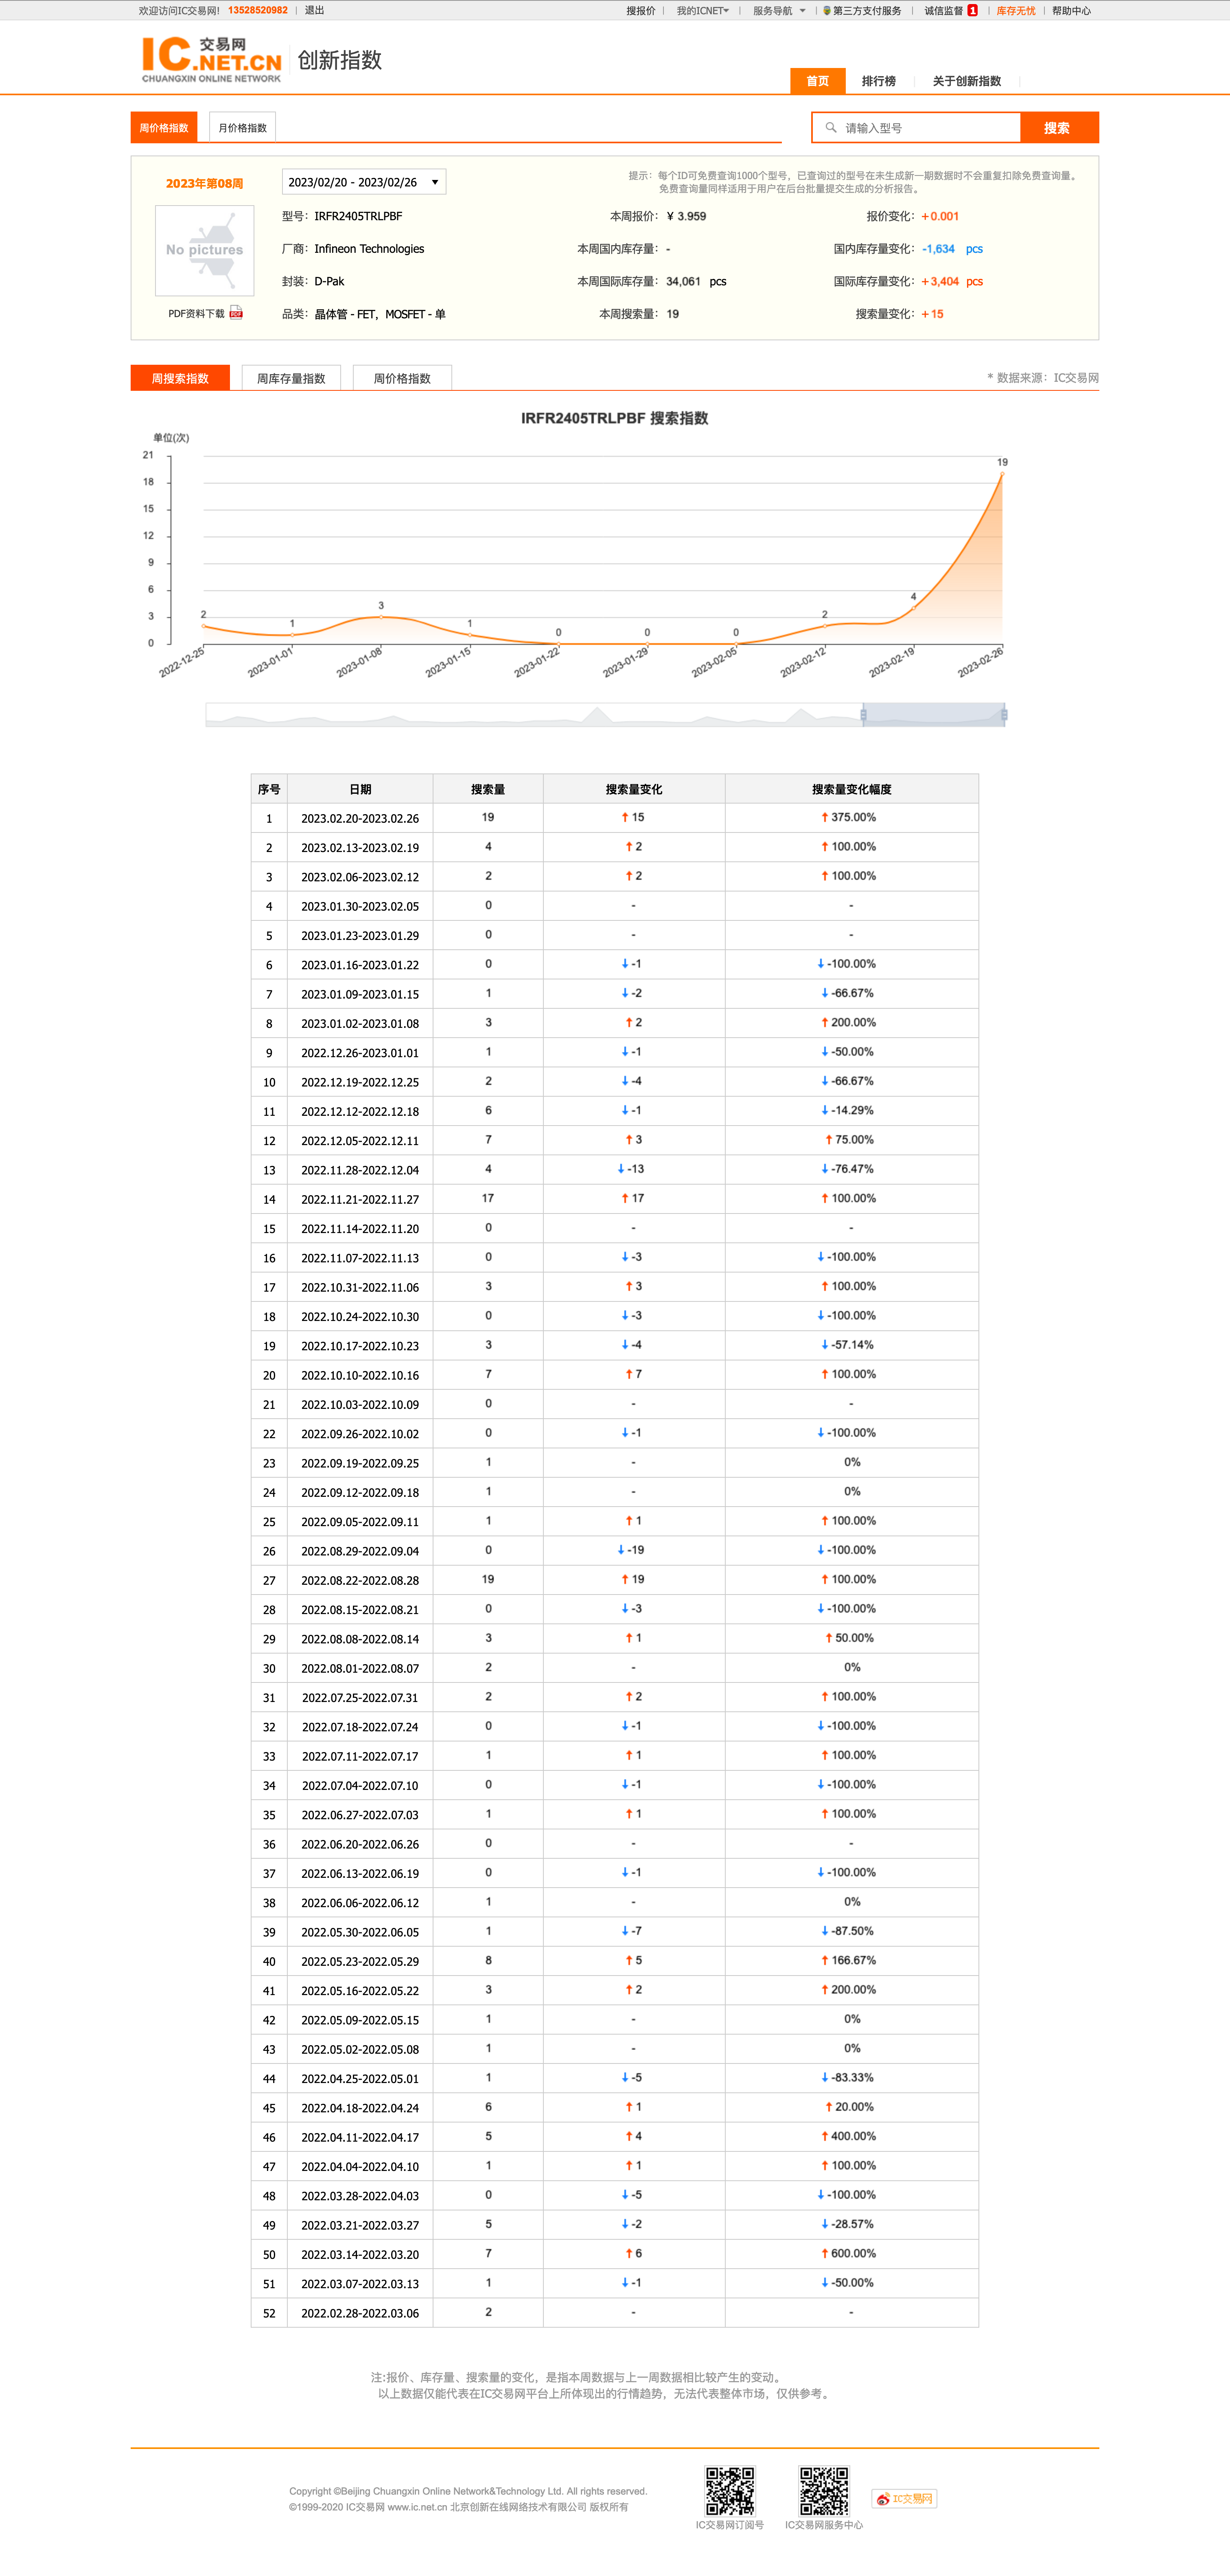 欢迎访问IC交易网! 13528520982 | 退出 搜报价 | 我的ICNET | 服务导航 | 第三方支付服务 | 诚信监督 1 | 库存无忧 | 帮助中心
IC交易网
.NET.CN
CHUANGXIN ONLINE NETWORK
创新指数
首页 排行榜 关于创新指数
周价格指数 月价格指数 请输入型号 搜索
2023年第08周 2023/02/20 - 2023/02/26 提示：每个ID可免费查询1000个型号，已查询过的型号在未生成新一期数据时不会重复扣除免费查询量。
免费查询量同样适用于用户在后台批量提交生成的分析报告。
型号：IRFR2405TRLPBF 本周报价：¥ 3.959 报价变化：+0.001
No pictures
厂商：Infineon Technologies 本周国内库存量：- 国内库存量变化：-1,634 pcs
封装：D-Pak 本周国际库存量：34,061 pcs 国际库存量变化：+3,404 pcs
PDF资料下载 PDF 品类：晶体管 - FET，MOSFET - 单 本周搜索量：19 搜索量变化：+15
周搜索指数 周库存量指数 周价格指数 * 数据来源：IC交易网
IRFR2405TRLPBF 搜索指数
单位(次)
21
18
15
12
9
6
3
0
2 1 3 1 0 0 0 2 4 19
2022-12-25 2023-01-01 2023-01-08 2023-01-15 2023-01-22 2023-01-29 2023-02-05 2023-02-12 2023-02-19 2023-02-26
序号 日期 搜索量 搜索量变化 搜索量变化幅度
1 2023.02.20-2023.02.26 19 ↑15 ↑375.00%
2 2023.02.13-2023.02.19 4 ↑2 ↑100.00%
3 2023.02.06-2023.02.12 2 ↑2 ↑100.00%
4 2023.01.30-2023.02.05 0 - -
5 2023.01.23-2023.01.29 0 - -
6 2023.01.16-2023.01.22 0 ↓-1 ↓-100.00%
7 2023.01.09-2023.01.15 1 ↓-2 ↓-66.67%
8 2023.01.02-2023.01.08 3 ↑2 ↑200.00%
9 2022.12.26-2023.01.01 1 ↓-1 ↓-50.00%
10 2022.12.19-2022.12.25 2 ↓-4 ↓-66.67%
11 2022.12.12-2022.12.18 6 ↓-1 ↓-14.29%
12 2022.12.05-2022.12.11 7 ↑3 ↑75.00%
13 2022.11.28-2022.12.04 4 ↓-13 ↓-76.47%
14 2022.11.21-2022.11.27 17 ↑17 ↑100.00%
15 2022.11.14-2022.11.20 0 - -
16 2022.11.07-2022.11.13 0 ↓-3 ↓-100.00%
17 2022.10.31-2022.11.06 3 ↑3 ↑100.00%
18 2022.10.24-2022.10.30 0 ↓-3 ↓-100.00%
19 2022.10.17-2022.10.23 3 ↓-4 ↓-57.14%
20 2022.10.10-2022.10.16 7 ↑7 ↑100.00%
21 2022.10.03-2022.10.09 0 - -
22 2022.09.26-2022.10.02 0 ↓-1 ↓-100.00%
23 2022.09.19-2022.09.25 1 - 0%
24 2022.09.12-2022.09.18 1 - 0%
25 2022.09.05-2022.09.11 1 ↑1 ↑100.00%
26 2022.08.29-2022.09.04 0 ↓-19 ↓-100.00%
27 2022.08.22-2022.08.28 19 ↑19 ↑100.00%
28 2022.08.15-2022.08.21 0 ↓-3 ↓-100.00%
29 2022.08.08-2022.08.14 3 ↑1 ↑50.00%
30 2022.08.01-2022.08.07 2 - 0%
31 2022.07.25-2022.07.31 2 ↑2 ↑100.00%
32 2022.07.18-2022.07.24 0 ↓-1 ↓-100.00%
33 2022.07.11-2022.07.17 1 ↑1 ↑100.00%
34 2022.07.04-2022.07.10 0 ↓-1 ↓-100.00%
35 2022.06.27-2022.07.03 1 ↑1 ↑100.00%
36 2022.06.20-2022.06.26 0 - -
37 2022.06.13-2022.06.19 0 ↓-1 ↓-100.00%
38 2022.06.06-2022.06.12 1 - 0%
39 2022.05.30-2022.06.05 1 ↓-7 ↓-87.50%
40 2022.05.23-2022.05.29 8 ↑5 ↑166.67%
41 2022.05.16-2022.05.22 3 ↑2 ↑200.00%
42 2022.05.09-2022.05.15 1 - 0%
43 2022.05.02-2022.05.08 1 - 0%
44 2022.04.25-2022.05.01 1 ↓-5 ↓-83.33%
45 2022.04.18-2022.04.24 6 ↑1 ↑20.00%
46 2022.04.11-2022.04.17 5 ↑4 ↑400.00%
47 2022.04.04-2022.04.10 1 ↑1 ↑100.00%
48 2022.03.28-2022.04.03 0 ↓-5 ↓-100.00%
49 2022.03.21-2022.03.27 5 ↓-2 ↓-28.57%
50 2022.03.14-2022.03.20 7 ↑6 ↑600.00%
51 2022.03.07-2022.03.13 1 ↓-1 ↓-50.00%
52 2022.02.28-2022.03.06 2 - -
注:报价、库存量、搜索量的变化，是指本周数据与上一周数据相比较产生的变动。
以上数据仅能代表在IC交易网平台上所体现出的行情趋势，无法代表整体市场，仅供参考。
Copyright ©Beijing Chuangxin Online Network&Technology Ltd. All rights reserved.
©1999-2020 IC交易网 www.ic.net.cn 北京创新在线网络技术有限公司 版权所有
IC交易网
IC交易网订阅号 IC交易网服务中心